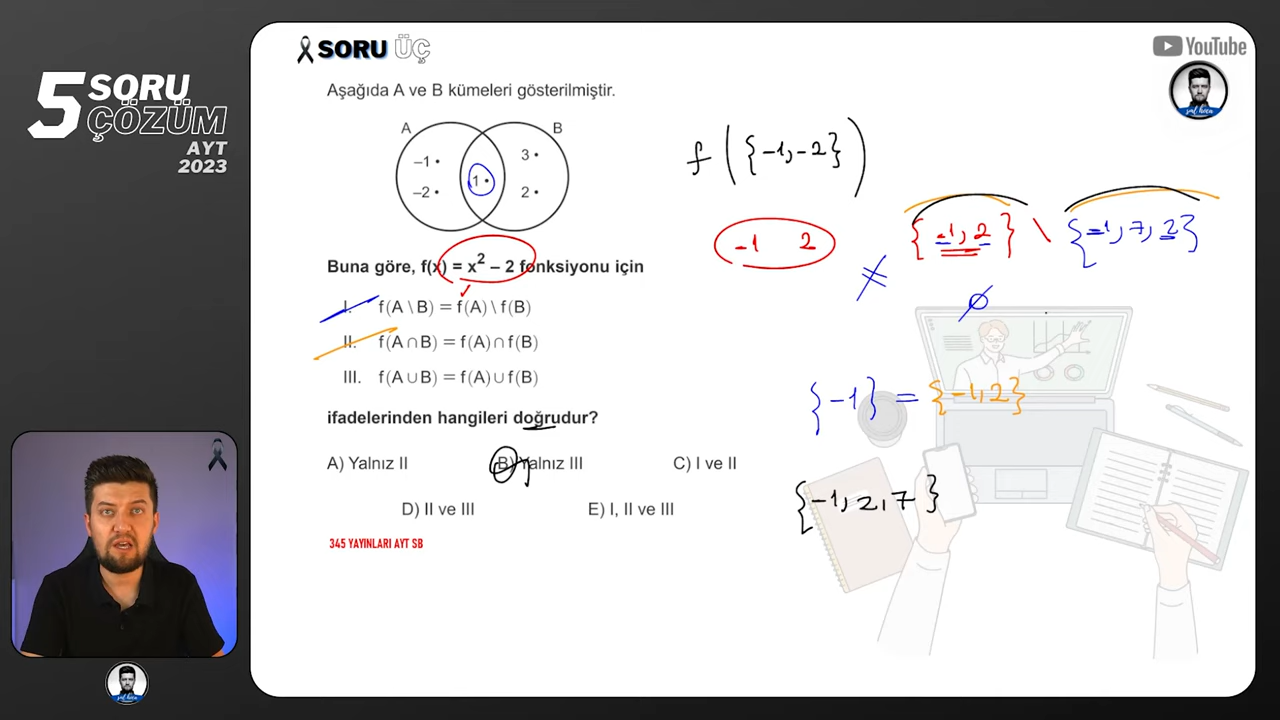 5 SORU
ÇÖZÜM
AYT
2023
SORU ÜÇ
YouTube
Aşağıda A ve B kümeleri gösterilmiştir.
A
B
–1 •
–2 •
1 •
3 •
2 •
f ({-1, -2})
-1 2
{-1, 2} \ {-1, 7, 2}
≠
∅
Buna göre, f(x) = x² – 2 fonksiyonu için
I. f(A \ B) = f(A) \ f(B)
II. f(A ∩ B) = f(A) ∩ f(B)
III. f(A ∪ B) = f(A) ∪ f(B)
{-1} = {-1, 2}
ifadelerinden hangileri doğrudur?
A) Yalnız II
B) Yalnız III
C) I ve II
{-1, 2, 7}
D) II ve III
E) I, II ve III
345 YAYINLARI AYT SB